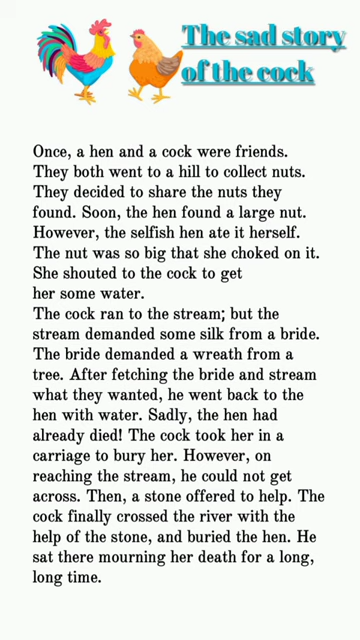 The sad story
of the cock
Once, a hen and a cock were friends.
They both went to a hill to collect nuts.
They decided to share the nuts they
found. Soon, the hen found a large nut.
However, the selfish hen ate it herself.
The nut was so big that she choked on it.
She shouted to the cock to get
her some water.
The cock ran to the stream; but the
stream demanded some silk from a bride.
The bride demanded a wreath from a
tree. After fetching the bride and stream
what they wanted, he went back to the
hen with water. Sadly, the hen had
already died! The cock took her in a
carriage to bury her. However, on
reaching the stream, he could not get
across. Then, a stone offered to help. The
cock finally crossed the river with the
help of the stone, and buried the hen. He
sat there mourning her death for a long,
long time.